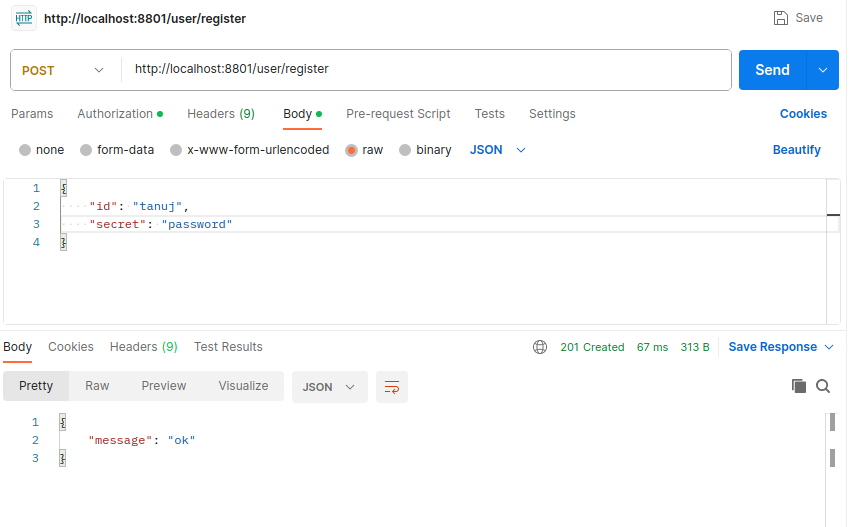 HTTP http://localhost:8801/user/register Save
POST http://localhost:8801/user/register Send
Params Authorization Headers (9) Body Pre-request Script Tests Settings Cookies
none form-data x-www-form-urlencoded raw binary JSON Beautify
1 {
2 "id": "tanuj",
3 "secret": "password"
4 }
Body Cookies Headers (9) Test Results 201 Created 67 ms 313 B Save Response
Pretty Raw Preview Visualize JSON
1 {
2 "message": "ok"
3 }